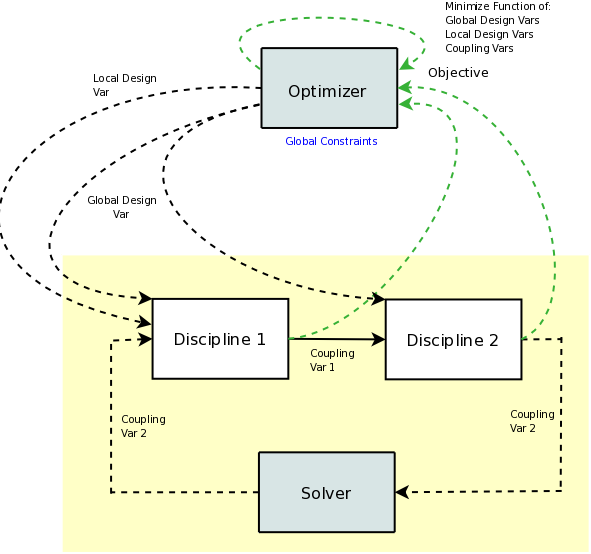 Minimize Function of:
Global Design Vars
Local Design Vars
Coupling Vars
Objective
Local Design
Var
Optimizer
Global Constraints
Global Design
Var
Discipline 1
Discipline 2
Coupling
Var 1
Coupling
Var 2
Coupling
Var 2
Solver